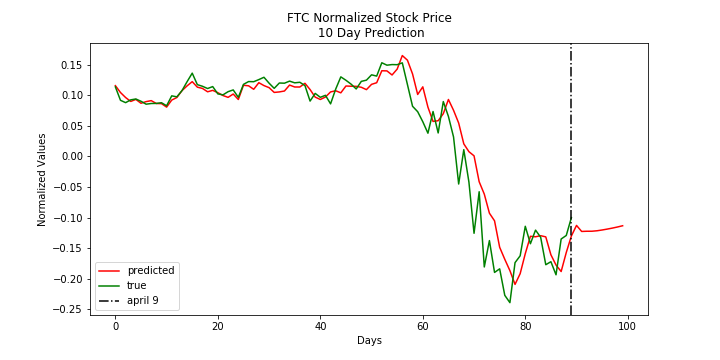 FTC Normalized Stock Price
10 Day Prediction
Normalized Values
0.15
0.10
0.05
0.00
−0.05
−0.10
−0.15
−0.20
−0.25
predicted
true
april 9
0 20 40 60 80 100
Days